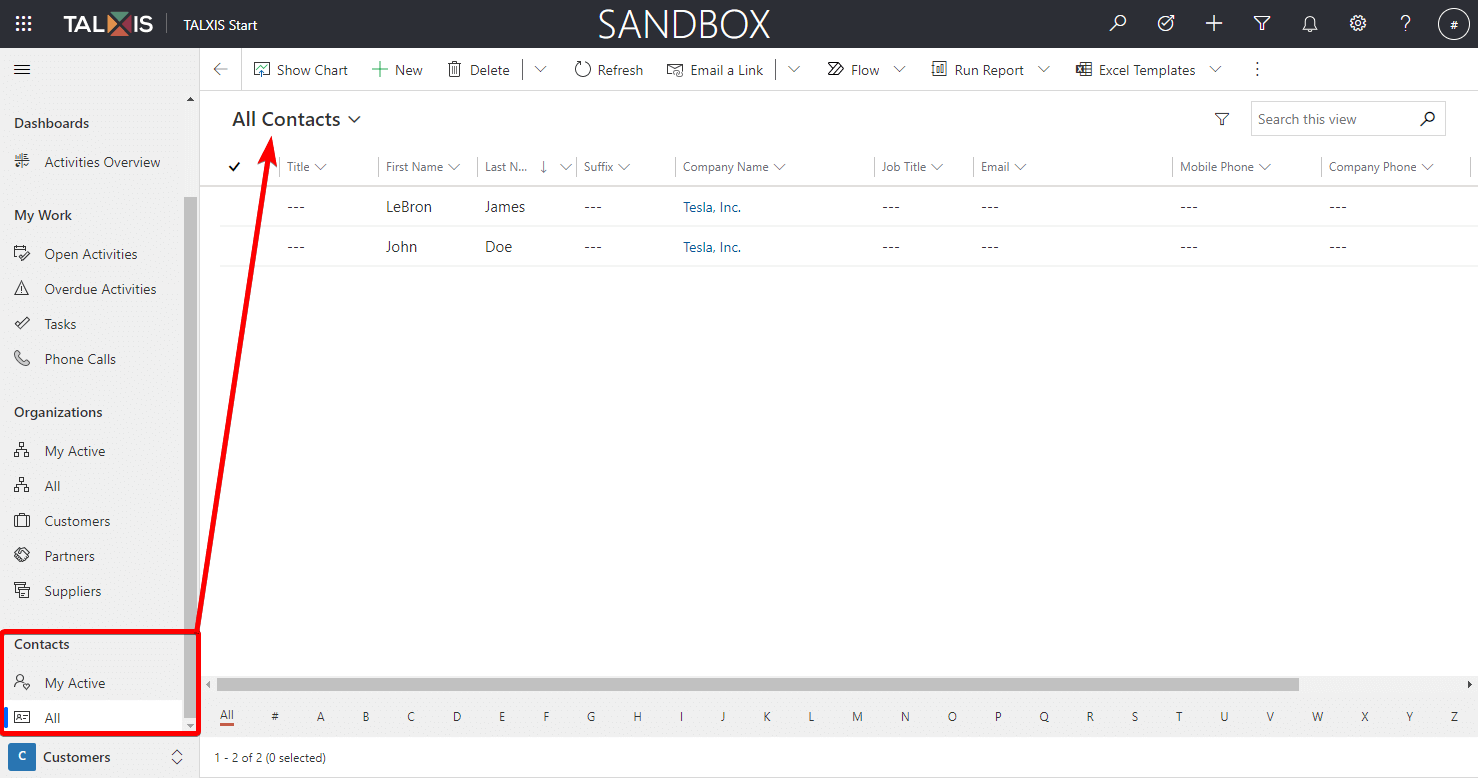 TALXIS TALXIS Start SANDBOX ? #
Show Chart New Delete Refresh Email a Link Flow Run Report Excel Templates
Dashboards
Activities Overview
My Work
Open Activities
Overdue Activities
Tasks
Phone Calls
Organizations
My Active
All
Customers
Partners
Suppliers
Contacts
My Active
All
C Customers
All Contacts Search this view
Title First Name Last N... Suffix Company Name Job Title Email Mobile Phone Company Phone
--- LeBron James --- Tesla, Inc. --- --- --- ---
--- John Doe --- Tesla, Inc. --- --- --- ---
All # A B C D E F G H I J K L M N O P Q R S T U V W X Y Z
1 - 2 of 2 (0 selected)